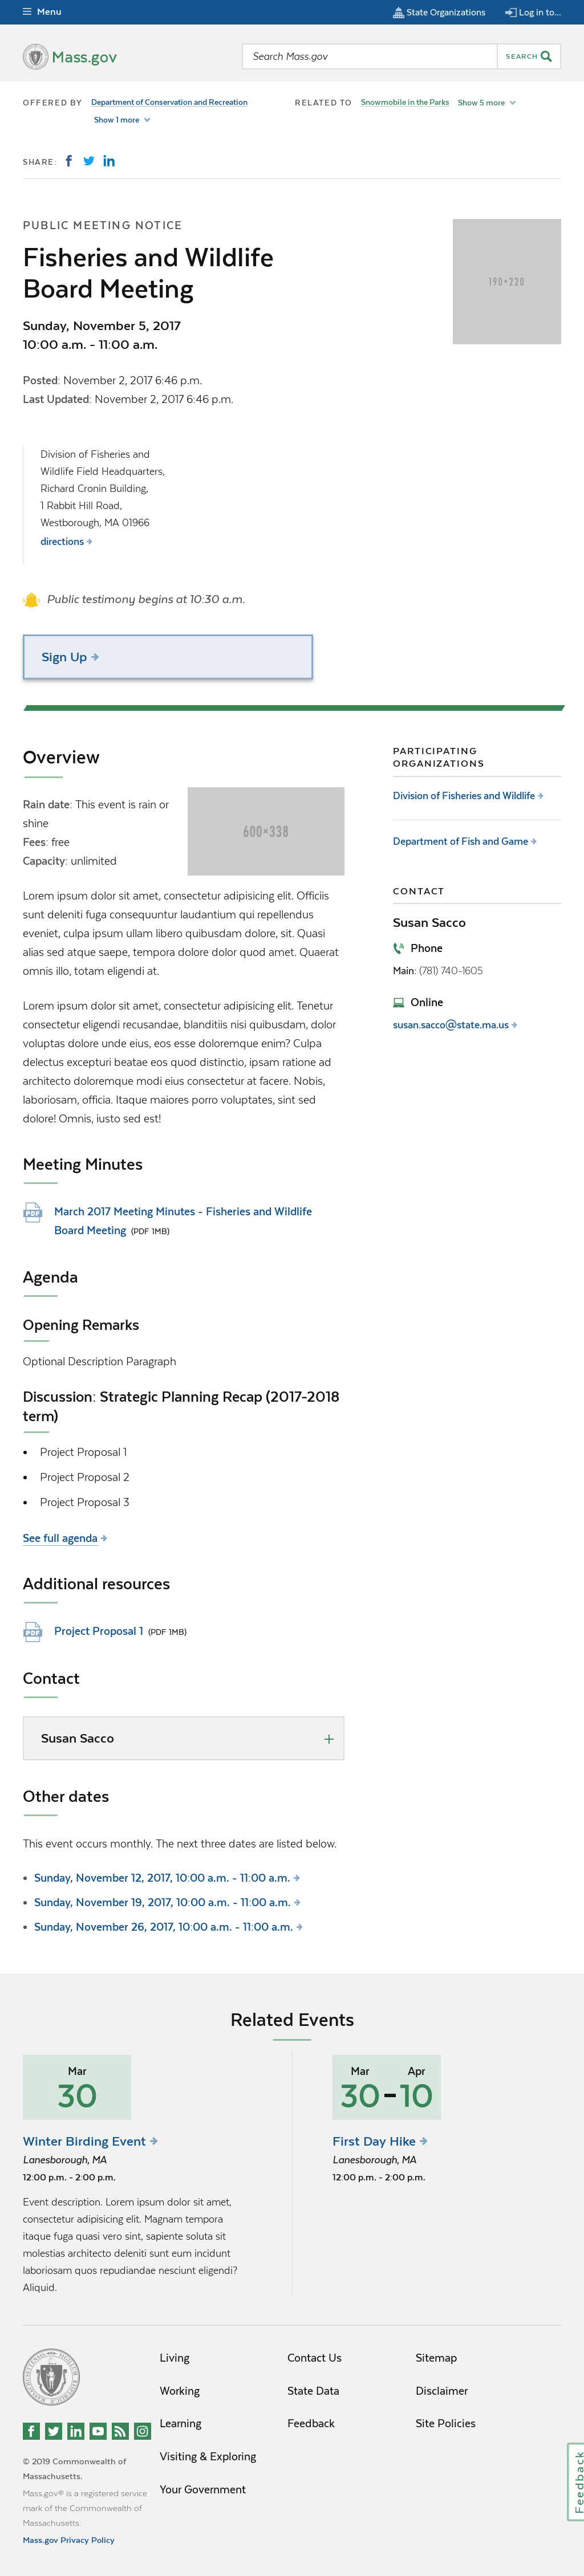 Menu
State Organizations
Log in to...
Mass.gov
Search Mass.gov
SEARCH
OFFERED BY Department of Conservation and Recreation
Show 1 more
RELATED TO Snowmobile in the Parks Show 5 more
SHARE:
PUBLIC MEETING NOTICE
Fisheries and Wildlife
Board Meeting
190×220
Sunday, November 5, 2017
10:00 a.m. - 11:00 a.m.
Posted: November 2, 2017 6:46 p.m.
Last Updated: November 2, 2017 6:46 p.m.
Division of Fisheries and
Wildlife Field Headquarters,
Richard Cronin Building,
1 Rabbit Hill Road,
Westborough, MA 01966
directions
Public testimony begins at 10:30 a.m.
Sign Up
Overview
Rain date: This event is rain or
shine
Fees: free
Capacity: unlimited
600×338
Lorem ipsum dolor sit amet, consectetur adipisicing elit. Officiis
sunt deleniti fuga consequuntur laudantium qui repellendus
eveniet, culpa ipsum ullam libero quibusdam dolore, sit. Quasi
alias sed atque saepe, tempora dolore dolor quod amet. Quaerat
omnis illo, totam eligendi at.
Lorem ipsum dolor sit amet, consectetur adipisicing elit. Tenetur
consectetur eligendi recusandae, blanditiis nisi quibusdam, dolor
voluptas dolore unde eius, eos esse doloremque enim? Culpa
delectus excepturi beatae eos quod distinctio, ipsam ratione ad
architecto doloremque modi eius consectetur at facere. Nobis,
laboriosam, officia. Itaque maiores porro voluptates, sint sed
dolore! Omnis, iusto sed est!
Meeting Minutes
PDF
March 2017 Meeting Minutes - Fisheries and Wildlife
Board Meeting (PDF 1MB)
Agenda
Opening Remarks
Optional Description Paragraph
Discussion: Strategic Planning Recap (2017-2018
term)
Project Proposal 1
Project Proposal 2
Project Proposal 3
See full agenda
Additional resources
PDF
Project Proposal 1 (PDF 1MB)
Contact
Susan Sacco
Other dates
This event occurs monthly. The next three dates are listed below.
Sunday, November 12, 2017, 10:00 a.m. - 11:00 a.m.
Sunday, November 19, 2017, 10:00 a.m. - 11:00 a.m.
Sunday, November 26, 2017, 10:00 a.m. - 11:00 a.m.
PARTICIPATING
ORGANIZATIONS
Division of Fisheries and Wildlife
Department of Fish and Game
CONTACT
Susan Sacco
Phone
Main: (781) 740-1605
Online
susan.sacco@state.ma.us
Related Events
Mar
30
Winter Birding Event
Lanesborough, MA
12:00 p.m. - 2:00 p.m.
Event description. Lorem ipsum dolor sit amet,
consectetur adipisicing elit. Magnam tempora
itaque fuga quasi vero sint, sapiente soluta sit
molestias architecto deleniti sunt eum incidunt
laboriosam quos repudiandae nesciunt eligendi?
Aliquid.
Mar Apr
30-10
First Day Hike
Lanesborough, MA
12:00 p.m. - 2:00 p.m.
© 2019 Commonwealth of
Massachusetts.
Mass.gov® is a registered service
mark of the Commonwealth of
Massachusetts.
Mass.gov Privacy Policy
Living
Working
Learning
Visiting & Exploring
Your Government
Contact Us
State Data
Feedback
Sitemap
Disclaimer
Site Policies
Feedback